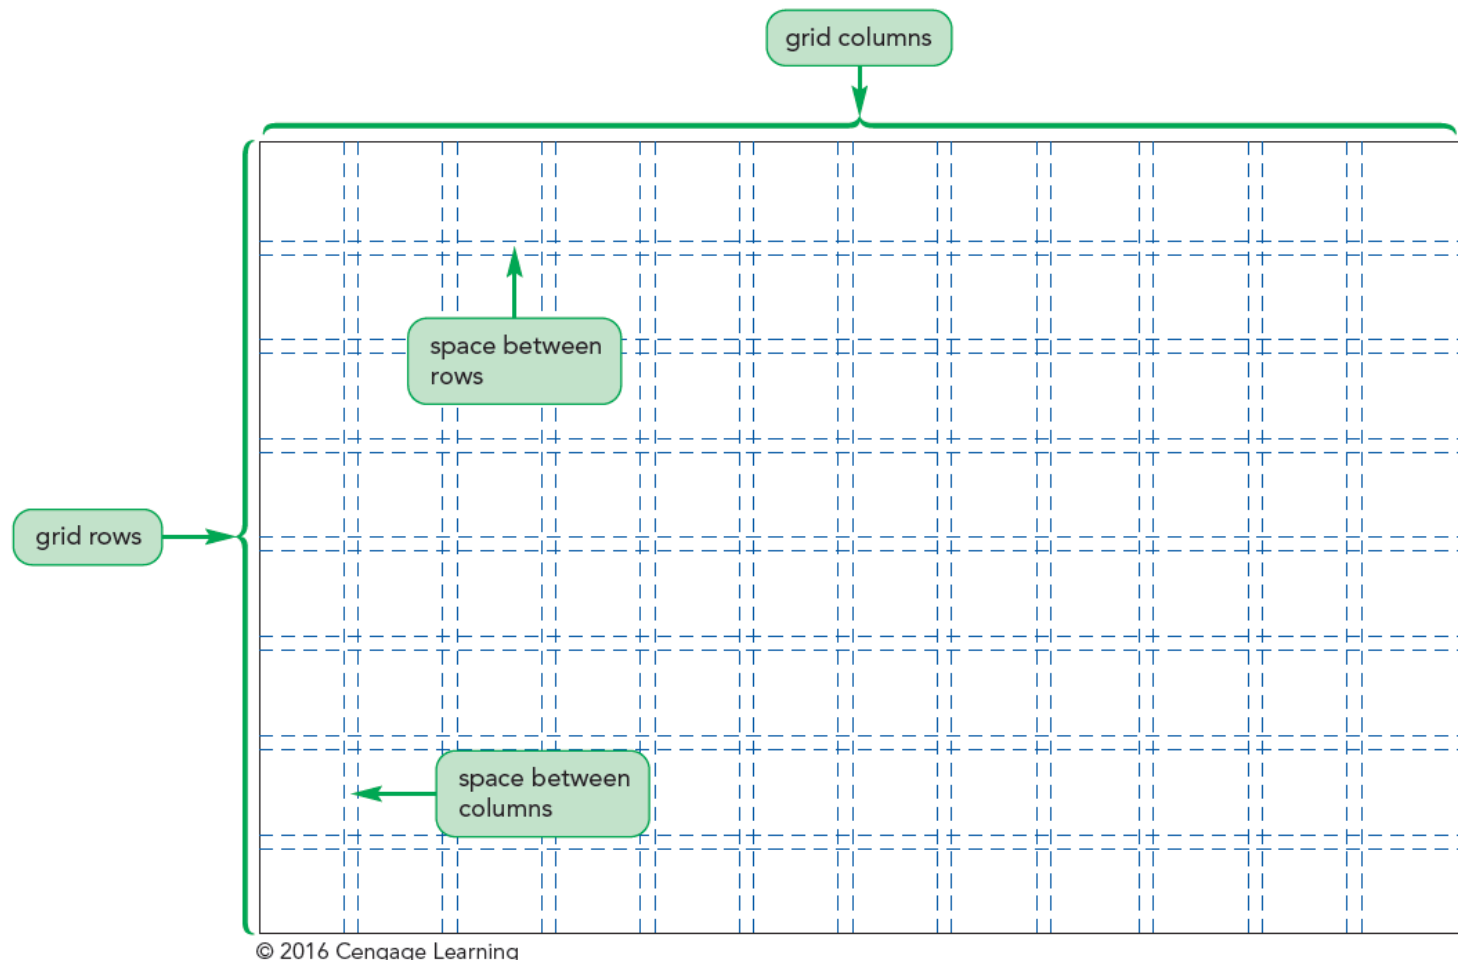 grid columns
space between
rows
grid rows
space between
columns
© 2016 Cengage Learning